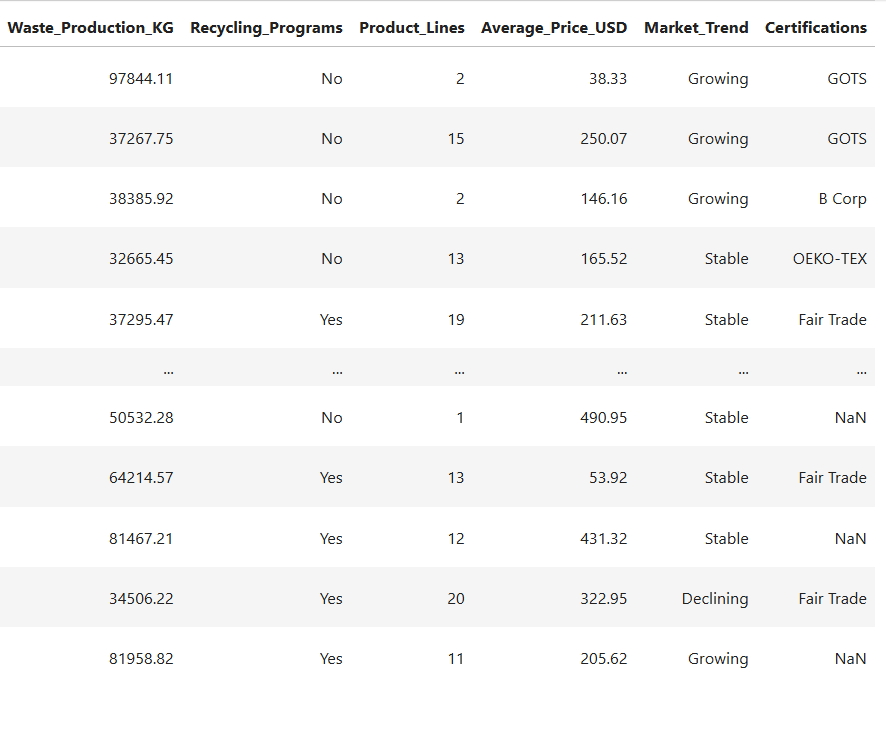 Waste_Production_KG Recycling_Programs Product_Lines Average_Price_USD Market_Trend Certifications
97844.11 No 2 38.33 Growing GOTS
37267.75 No 15 250.07 Growing GOTS
38385.92 No 2 146.16 Growing B Corp
32665.45 No 13 165.52 Stable OEKO-TEX
37295.47 Yes 19 211.63 Stable Fair Trade
... ... ... ... ... ...
50532.28 No 1 490.95 Stable NaN
64214.57 Yes 13 53.92 Stable Fair Trade
81467.21 Yes 12 431.32 Stable NaN
34506.22 Yes 20 322.95 Declining Fair Trade
81958.82 Yes 11 205.62 Growing NaN